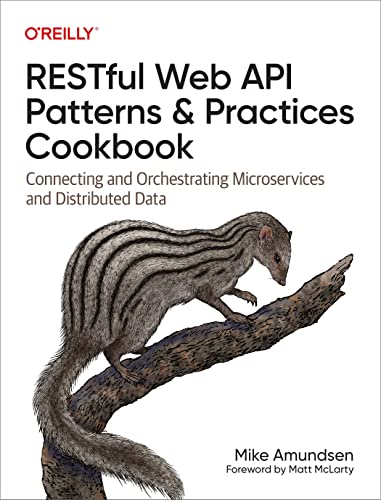 O'REILLY®
RESTful Web API
Patterns & Practices
Cookbook
Connecting and Orchestrating Microservices
and Distributed Data
Mike Amundsen
Foreword by Matt McLarty